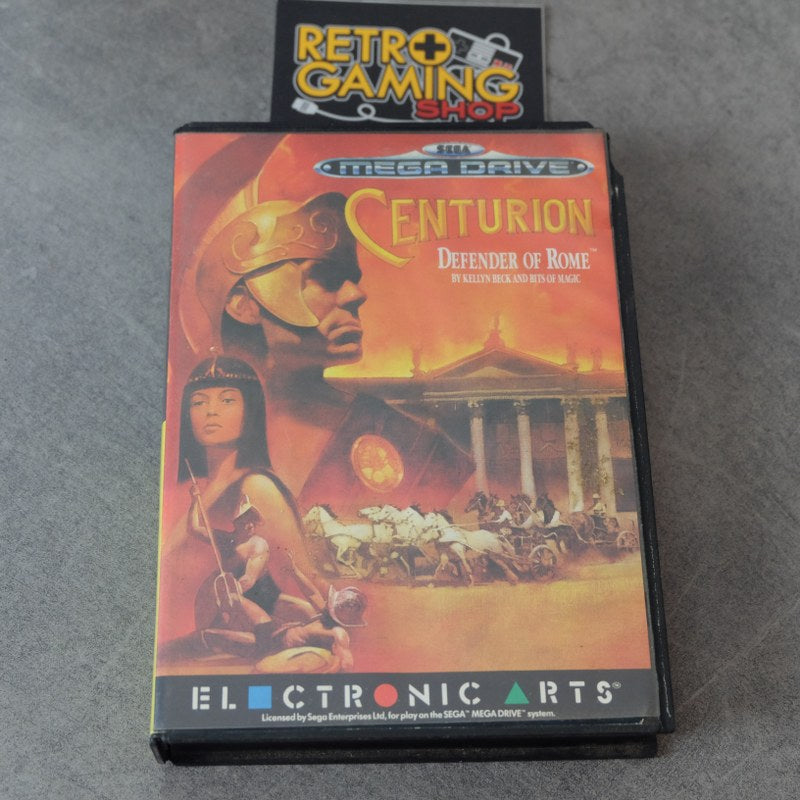 RETRO
GAMING
SHOP
SEGA
MEGA DRIVE
CENTURION
DEFENDER OF ROME™
BY KELLYN BECK AND BITS OF MAGIC
ELECTRONIC ARTS™
Licensed by Sega Enterprises Ltd, for play on the SEGA™ MEGA DRIVE™ system.